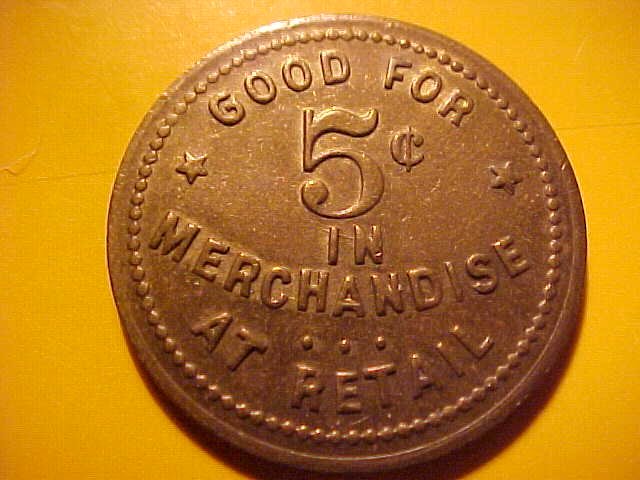 GOOD FOR
5¢
IN
MERCHANDISE
AT RETAIL